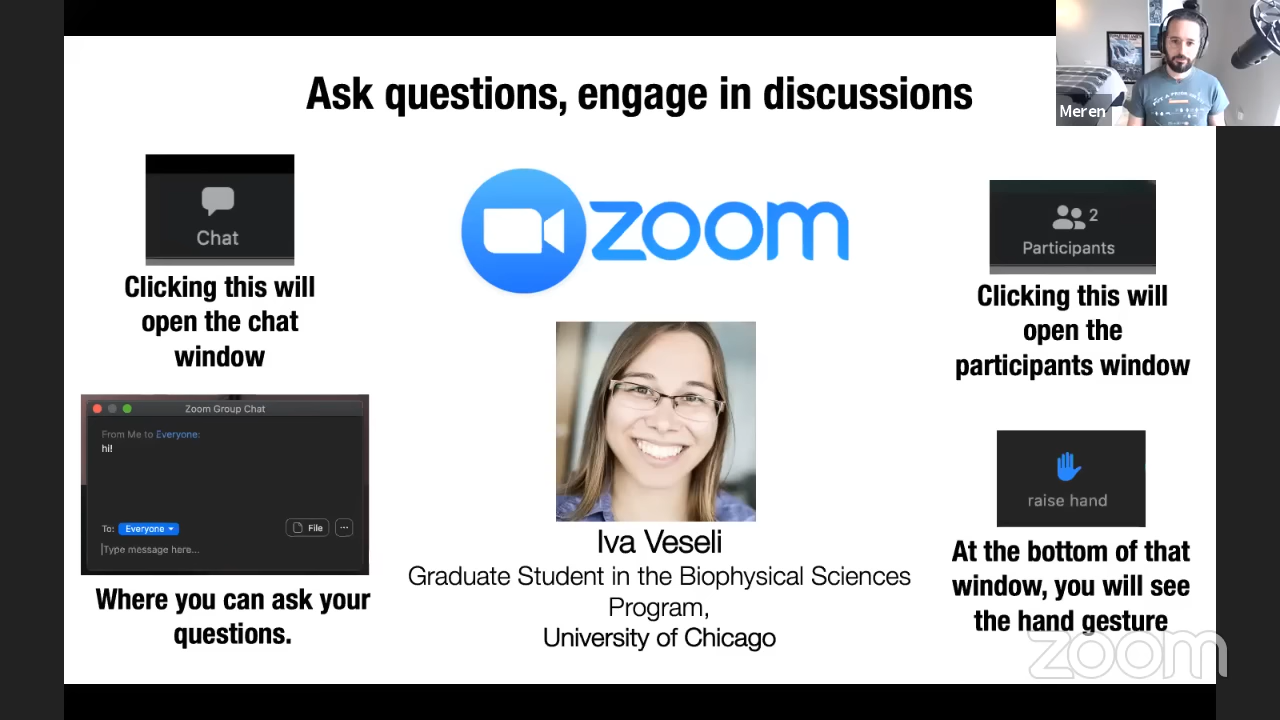 Ask questions, engage in discussions
Meren
Chat
Clicking this will
open the chat
window
zoom
2
Participants
Clicking this will
open the
participants window
Zoom Group Chat
From Me to Everyone:
hi!
To: Everyone
File
Type message here...
Where you can ask your
questions.
Iva Veseli
Graduate Student in the Biophysical Sciences
Program,
University of Chicago
raise hand
At the bottom of that
window, you will see
the hand gesture
zoom